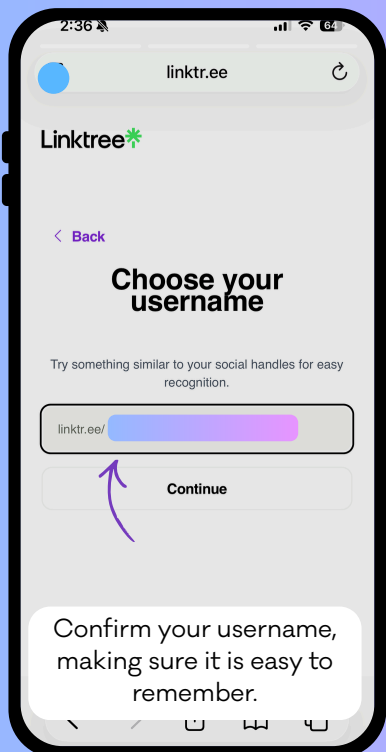 2:36
64
linktr.ee
Linktree
Back
Choose your
username
Try something similar to your social handles for easy
recognition.
linktr.ee/
Continue
Confirm your username,
making sure it is easy to
remember.